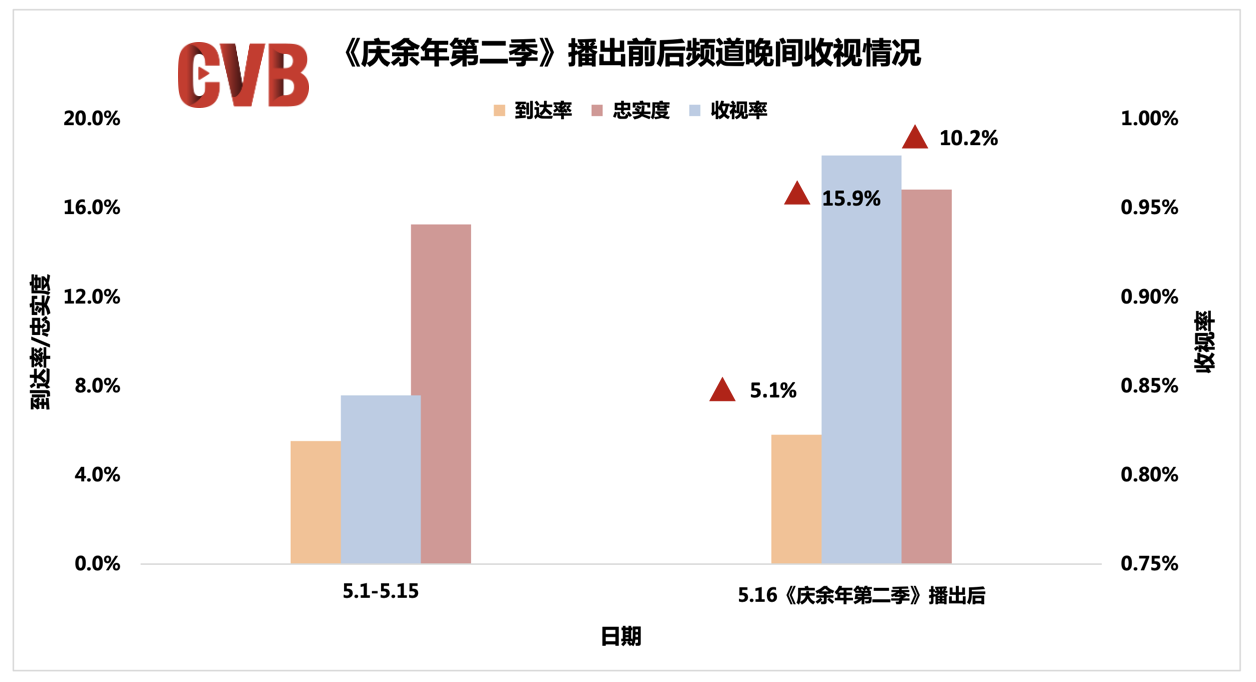 CVB
《庆余年第二季》播出前后频道晚间收视情况
到达率 忠实度 收视率
20.0%
16.0%
12.0%
8.0%
4.0%
0.0%
到达率/忠实度
1.00%
0.95%
0.90%
0.85%
0.80%
0.75%
收视率
5.1%
15.9%
10.2%
5.1-5.15
5.16《庆余年第二季》播出后
日期